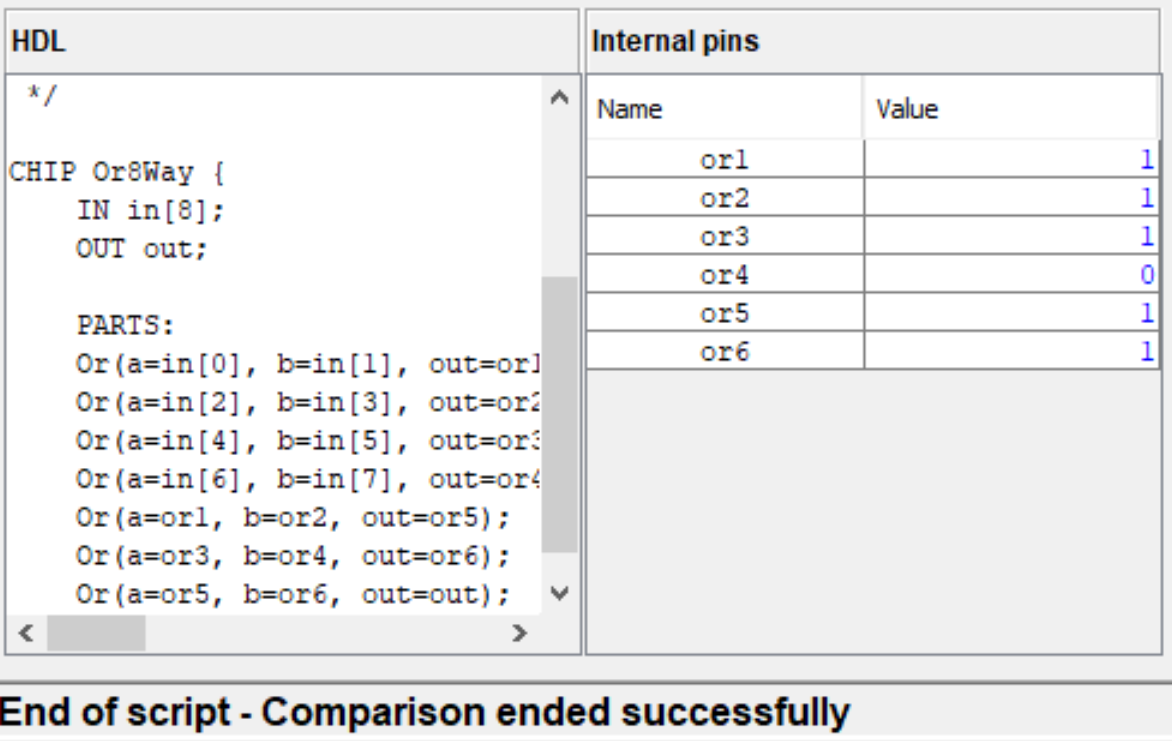 HDL
*/
CHIP Or8Way {
IN in[8];
OUT out;
PARTS:
Or(a=in[0], b=in[1], out=or1
Or(a=in[2], b=in[3], out=or2
Or(a=in[4], b=in[5], out=or3
Or(a=in[6], b=in[7], out=or4
Or(a=or1, b=or2, out=or5);
Or(a=or3, b=or4, out=or6);
Or(a=or5, b=or6, out=out);
Internal pins
Name Value
or1 1
or2 1
or3 1
or4 0
or5 1
or6 1
End of script - Comparison ended successfully